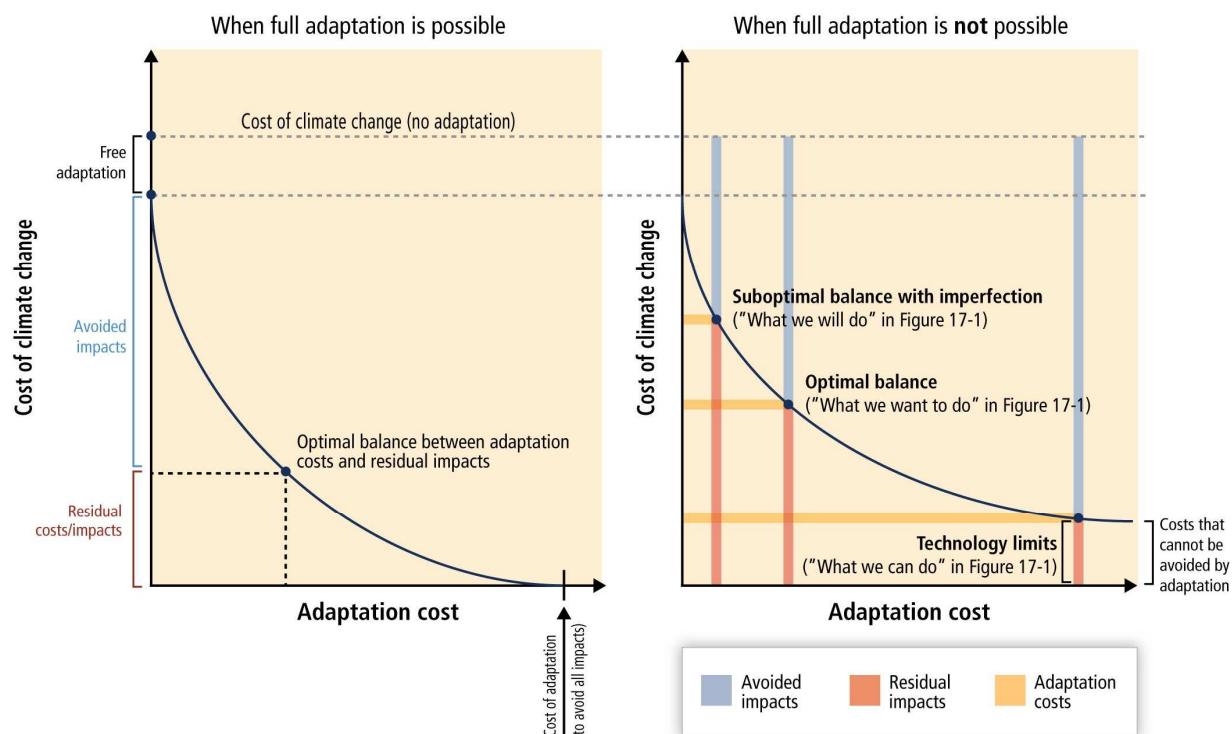 When full adaptation is possible
Cost of climate change (no adaptation)
Free
adaptation
Cost of climate change
Avoided
impacts
Optimal balance between adaptation
costs and residual impacts
Residual
costs/impacts
Adaptation cost
Cost of adaptation
to avoid all impacts)
When full adaptation is not possible
Cost of climate change
Suboptimal balance with imperfection
("What we will do" in Figure 17-1)
Optimal balance
("What we want to do" in Figure 17-1)
Technology limits
("What we can do" in Figure 17-1)
Costs that
cannot be
avoided by
adaptation
Adaptation cost
Avoided
impacts
Residual
impacts
Adaptation
costs